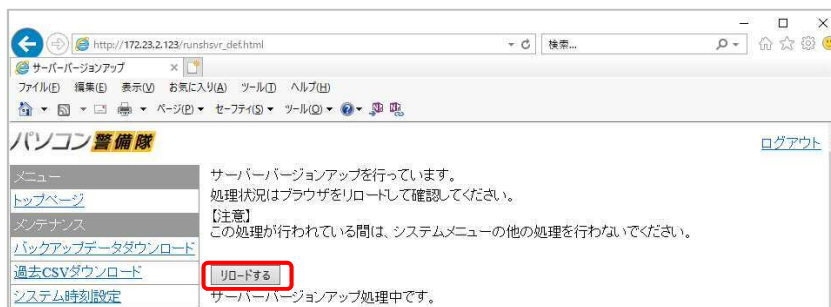 http://172.23.2.123/runshsvr_def.html
検索...
サーバーバージョンアップ
ファイル(F) 編集(E) 表示(V) お気に入り(A) ツール(T) ヘルプ(H)
ページ(P) セーフティ(S) ツール(O)
パソコン警備隊
ログアウト
メニュー
トップページ
メンテナンス
バックアップデータダウンロード
過去CSVダウンロード
システム時刻設定
サーバーバージョンアップを行っています。
処理状況はブラウザをリロードして確認してください。
【注意】
この処理が行われている間は、システムメニューの他の処理を行わないでください。
リロードする
サーバーバージョンアップ処理中です。